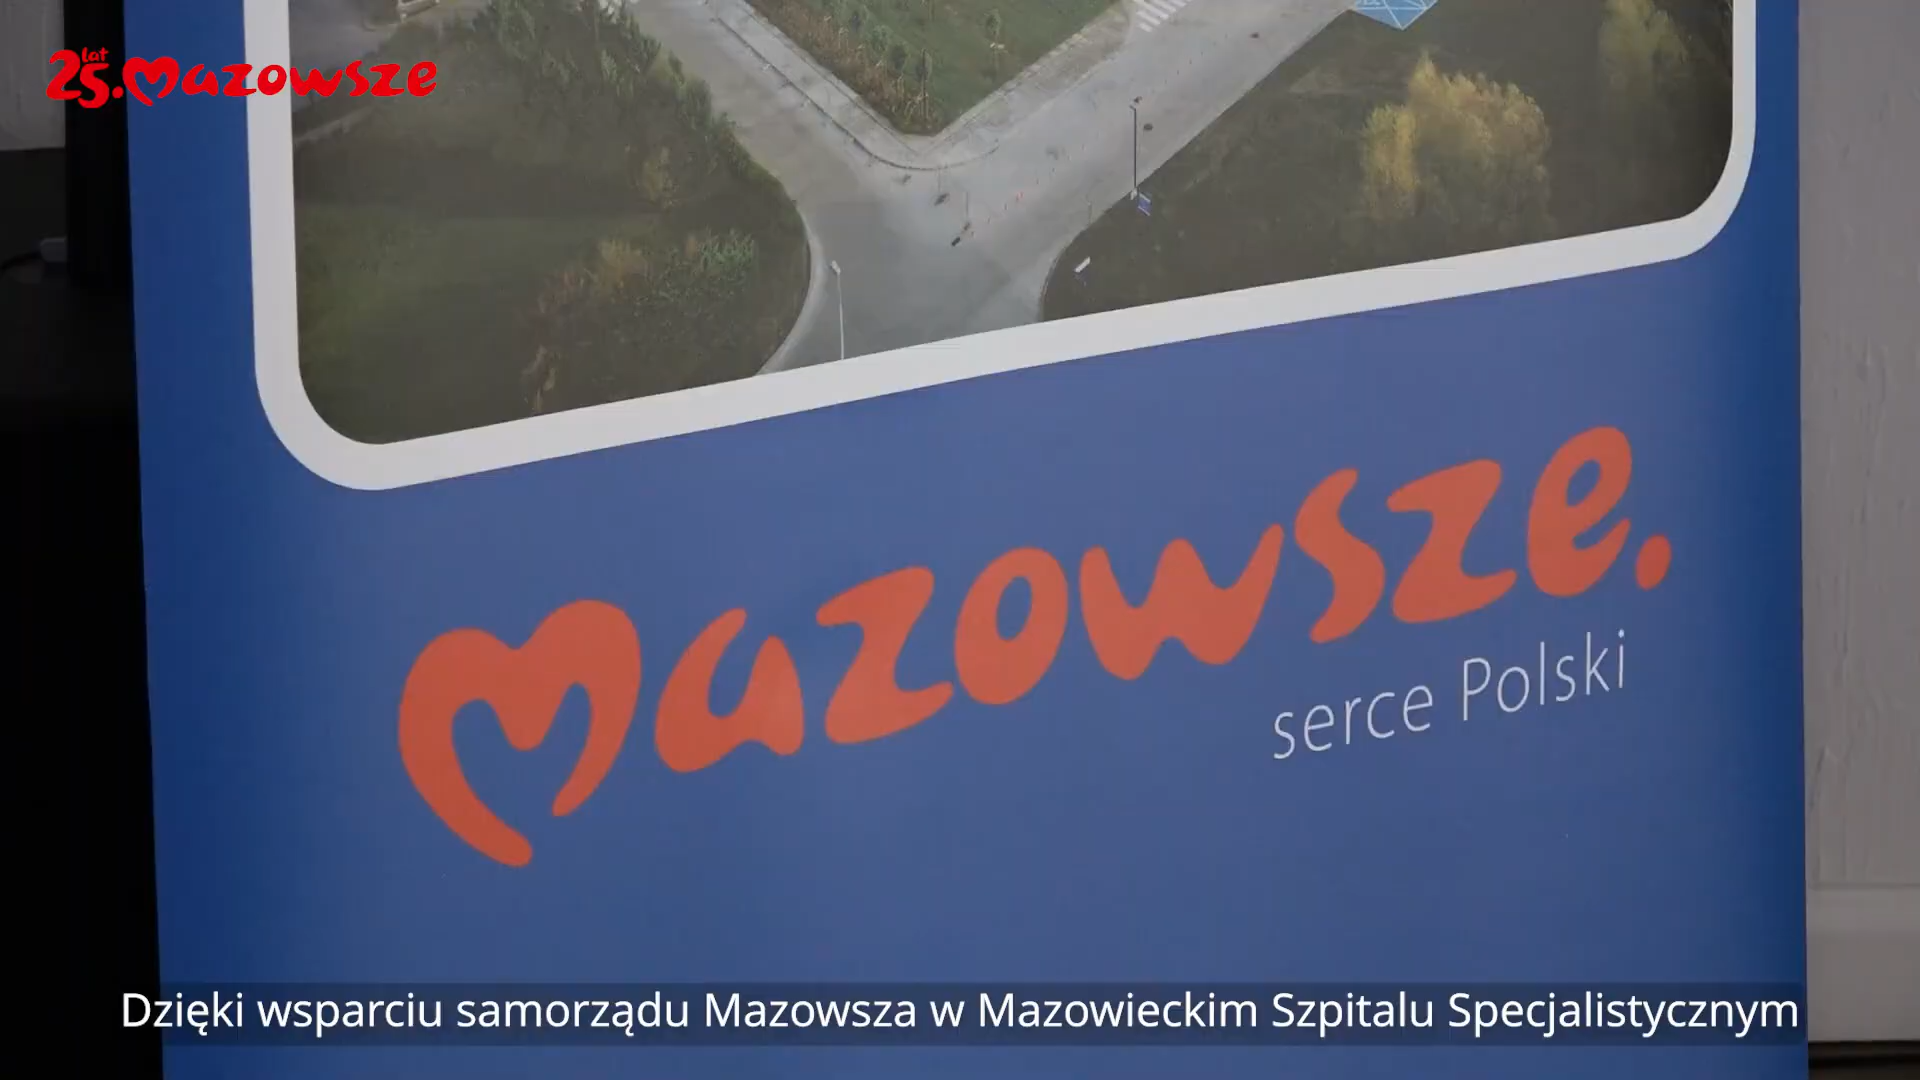 25 lat. Mazowsze
Mazowsze.
serce Polski
Dzięki wsparciu samorządu Mazowsza w Mazowieckim Szpitalu Specjalistycznym